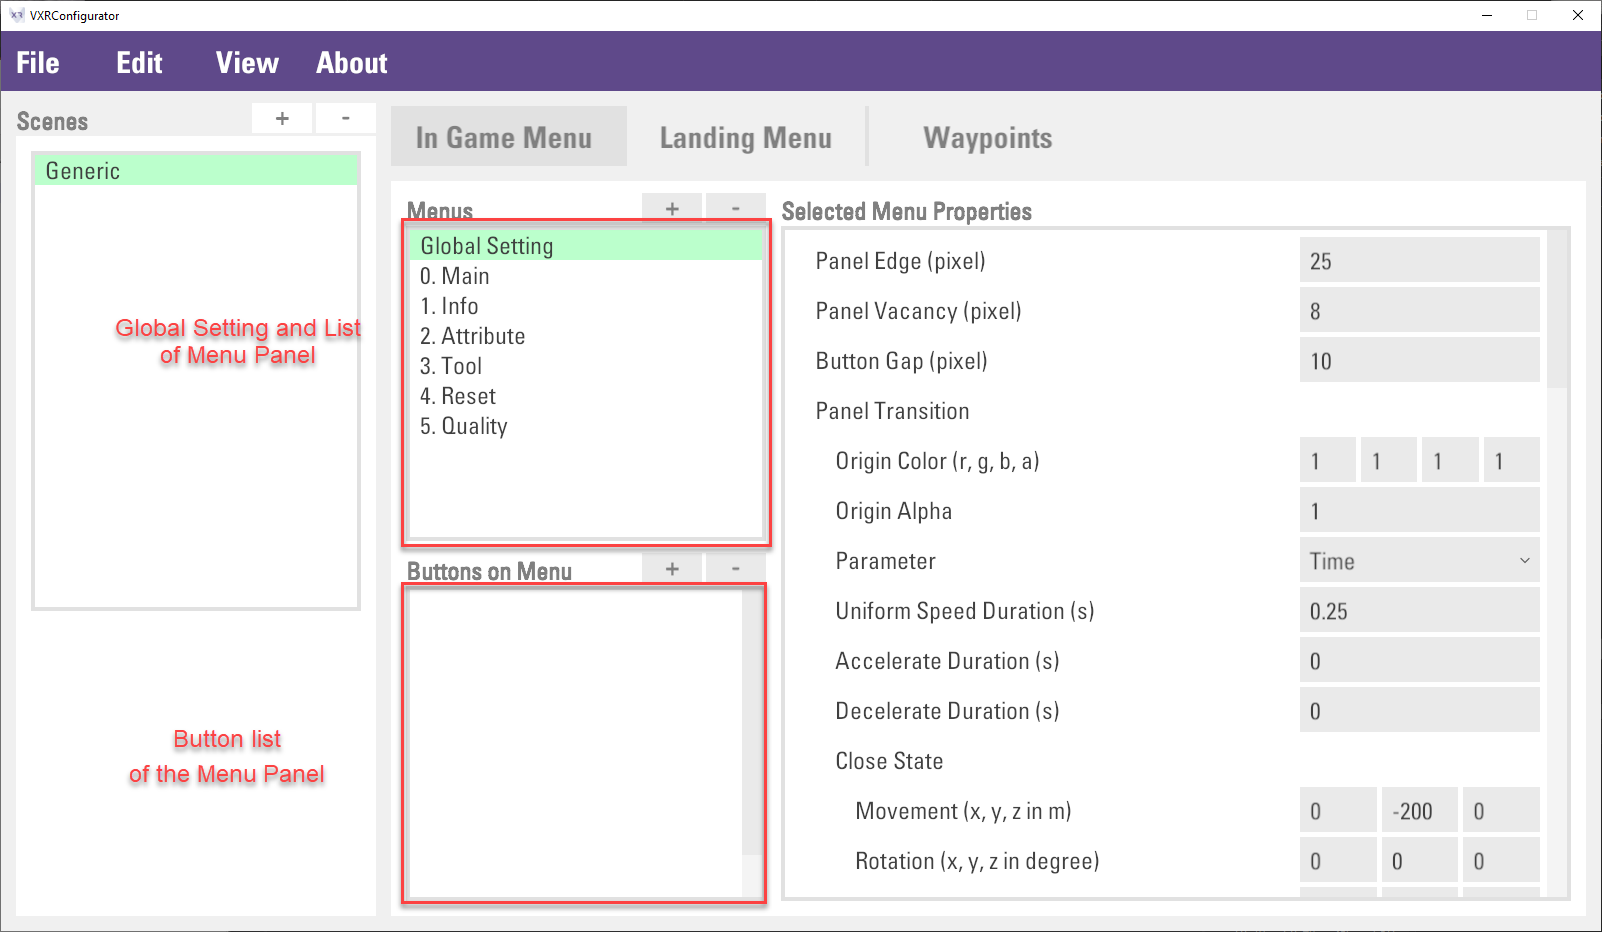 VXRConfigurator
File Edit View About
Scenes + -
Generic
Global Setting and List
of Menu Panel
Button list
of the Menu Panel
In Game Menu Landing Menu Waypoints
Menus + -
Global Setting
0. Main
1. Info
2. Attribute
3. Tool
4. Reset
5. Quality
Buttons on Menu + -
Selected Menu Properties
Panel Edge (pixel) 25
Panel Vacancy (pixel) 8
Button Gap (pixel) 10
Panel Transition
Origin Color (r, g, b, a) 1 1 1 1
Origin Alpha 1
Parameter Time
Uniform Speed Duration (s) 0.25
Accelerate Duration (s) 0
Decelerate Duration (s) 0
Close State
Movement (x, y, z in m) 0 -200 0
Rotation (x, y, z in degree) 0 0 0